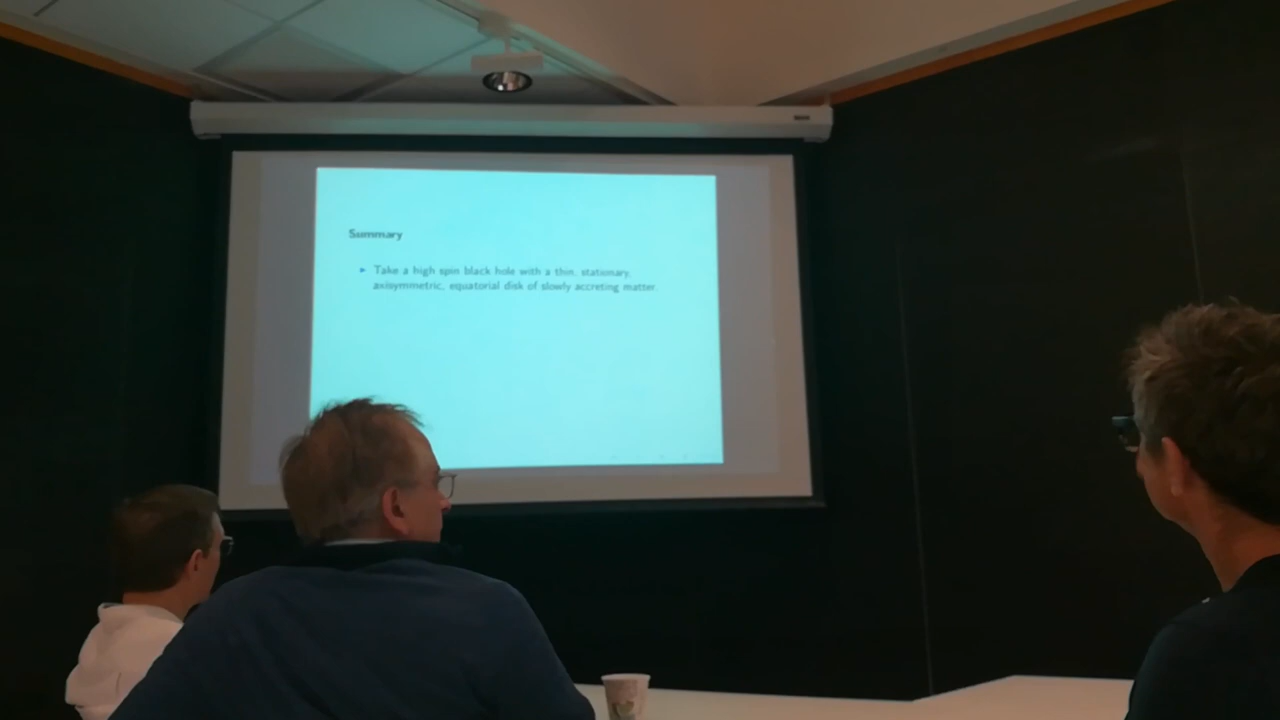 Summary
Take a high spin black hole with a thin, stationary,
axisymmetric, equatorial disk of slowly accreting matter.